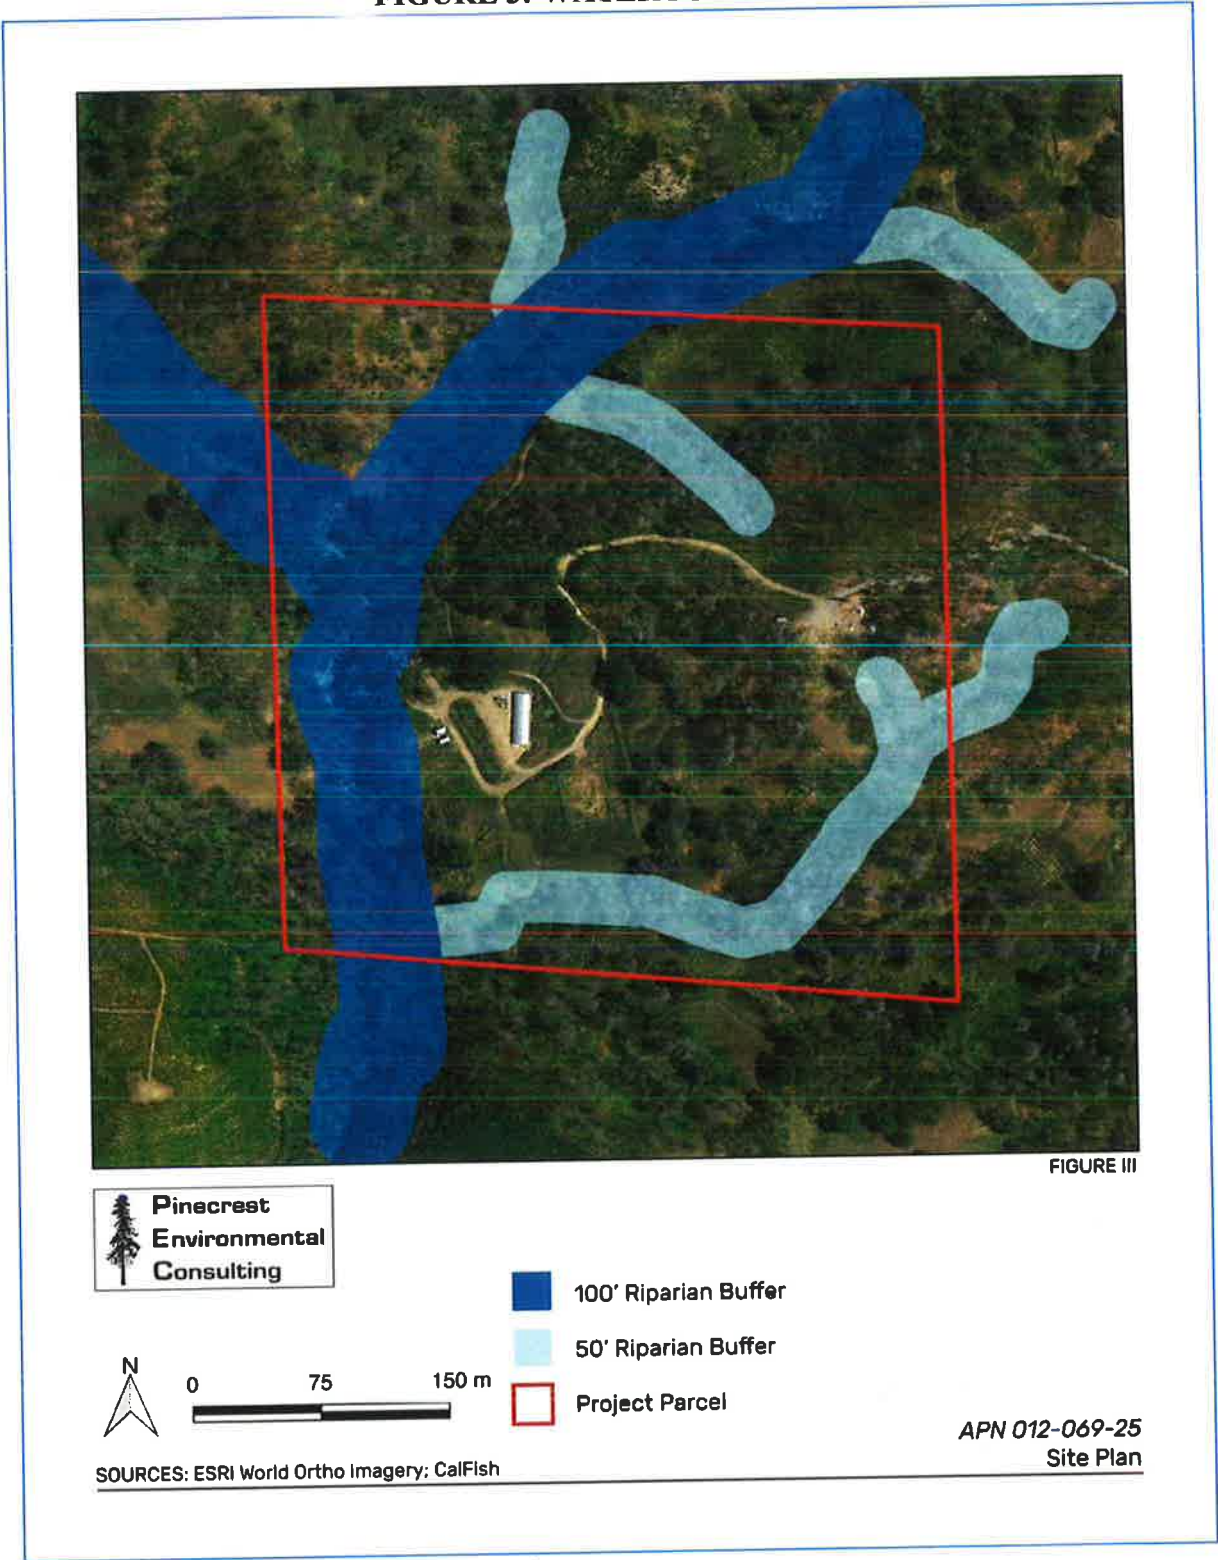 FIGURE III
Pinecrest
Environmental
Consulting
100' Riparian Buffer
50' Riparian Buffer
Project Parcel
N
0 75 150 m
APN 012-069-25
Site Plan
SOURCES: ESRI World Ortho Imagery; CalFish